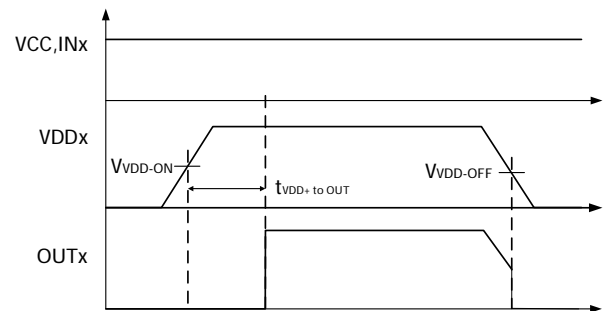 VCC,INx
VDDx
VVDD-ON
tVDD+ to OUT
VVDD-OFF
OUTx